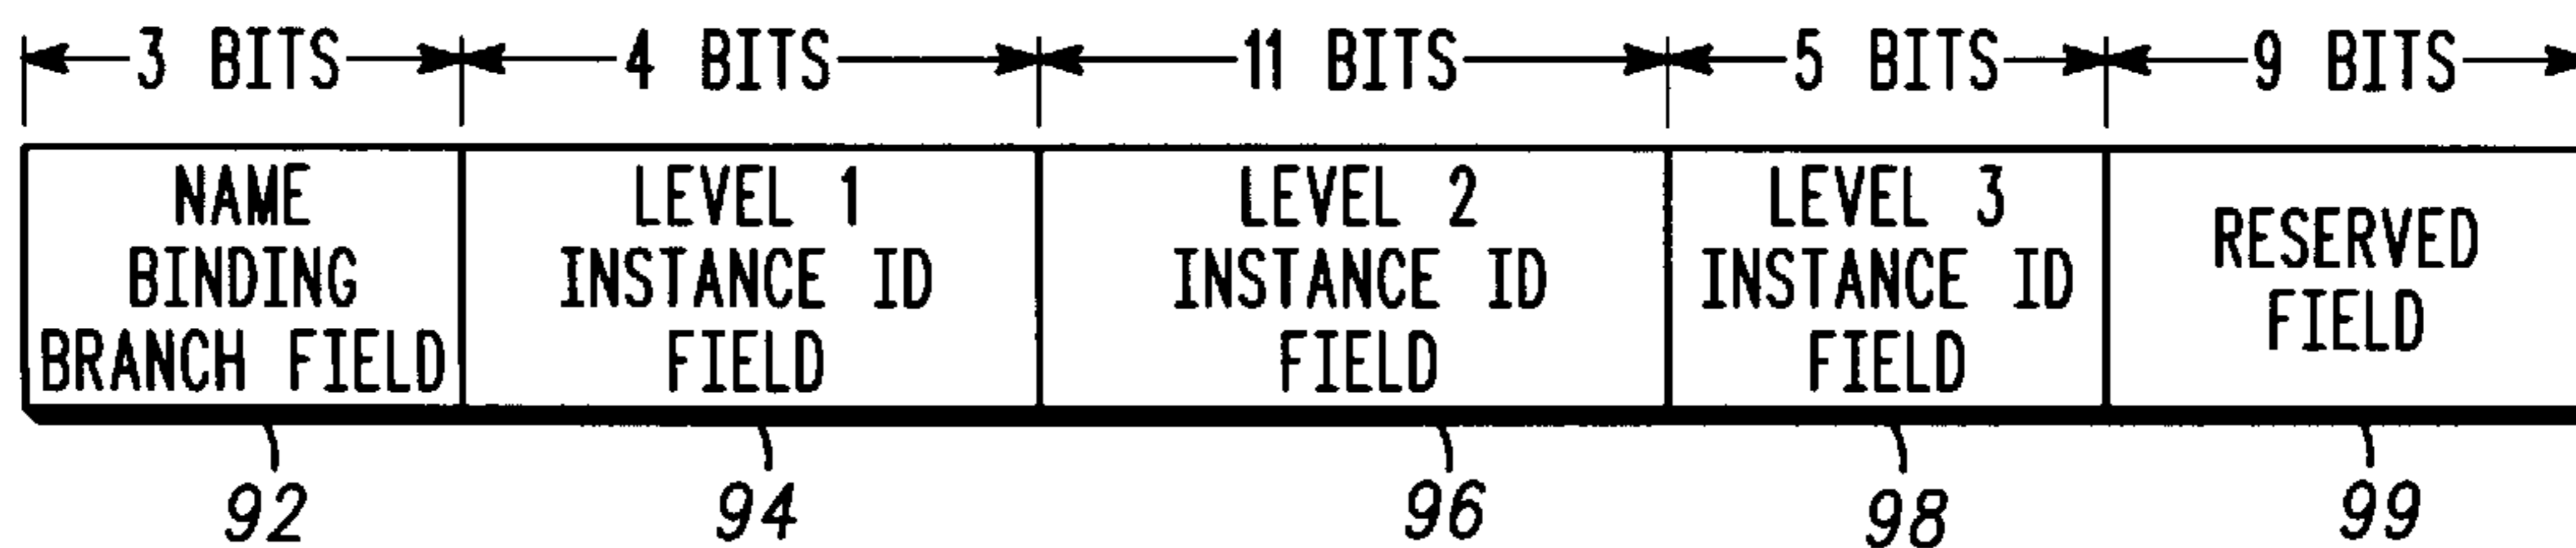 3 BITS 4 BITS 11 BITS 5 BITS 9 BITS
NAME
BINDING
BRANCH FIELD
LEVEL 1
INSTANCE ID
FIELD
LEVEL 2
INSTANCE ID
FIELD
LEVEL 3
INSTANCE ID
FIELD
RESERVED
FIELD
92 94 96 98 99